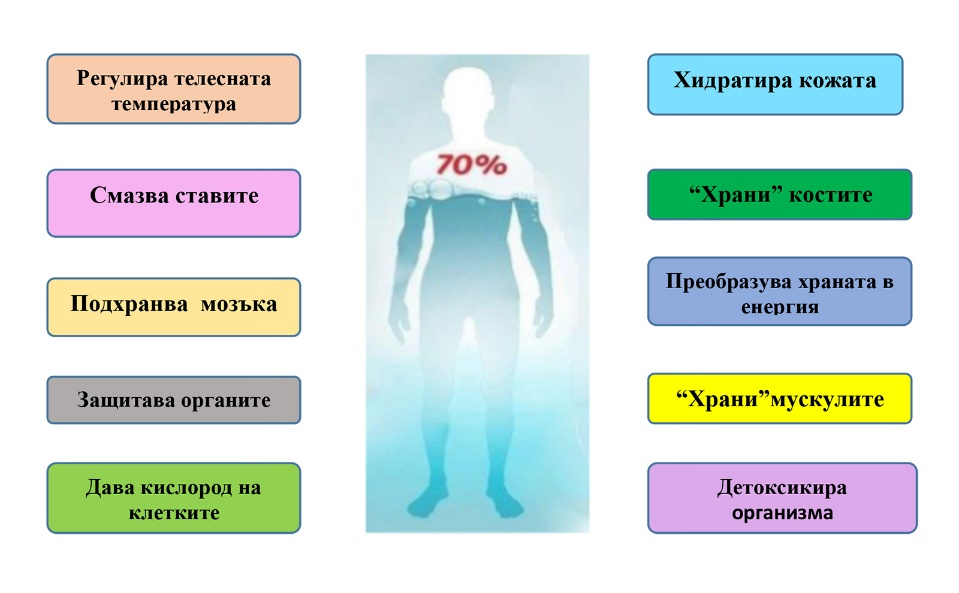 Регулира телесната
температура
Смазва ставите
Подхранва мозъка
Защитава органите
Дава кислород на
клетките
70%
Хидратира кожата
“Храни” костите
Преобразува храната в
енергия
“Храни”мускулите
Детоксикира
организма